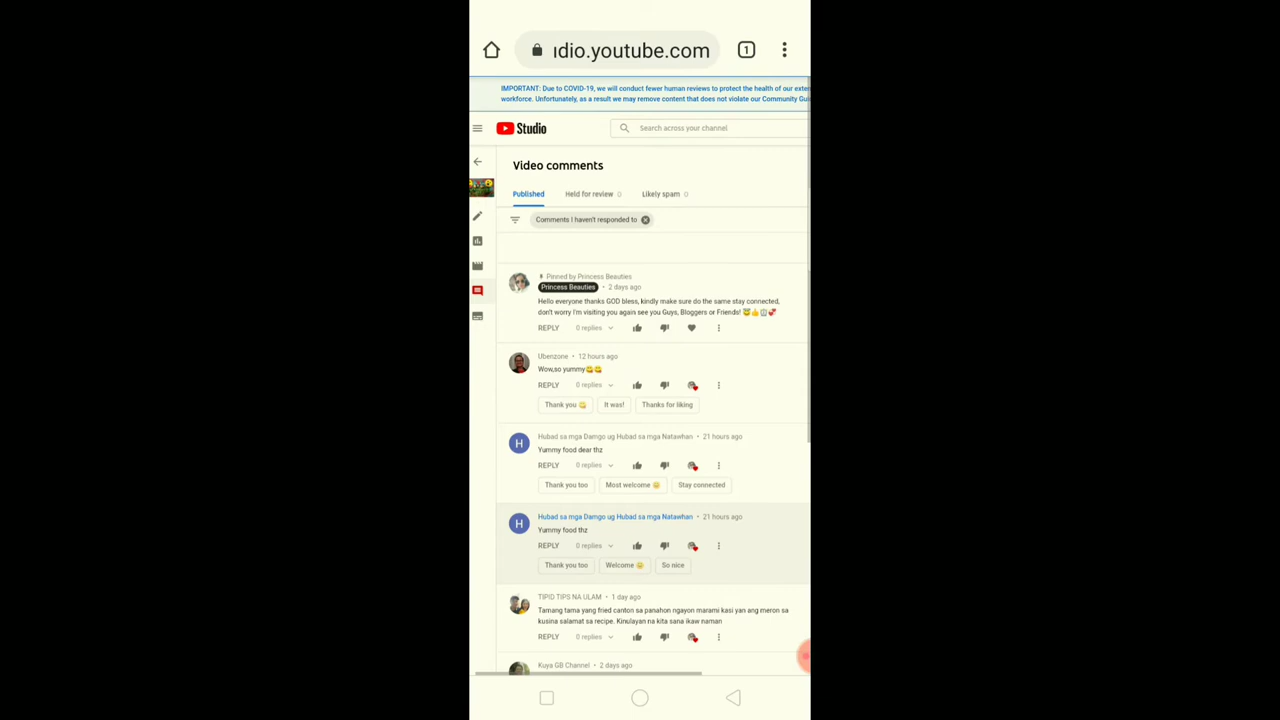 dio.youtube.com
1
IMPORTANT: Due to COVID-19, we will conduct fewer human reviews to protect the health of our
workforce. Unfortunately, as a result we may remove content that does not violate our Community
Studio
Search across your channel
Video comments
Published Held for review 0 Likely spam 0
Comments I haven't responded to
Pinned by Princess Beauties
Princess Beauties • 2 days ago
Hello everyone thanks GOD bless, kindly make sure do the same stay connected,
don't worry I'm visiting you again see you Guys, Bloggers or Friends! 😇👍
REPLY 0 replies
Ubenzone • 12 hours ago
Wow,so yummy😋😋
REPLY 0 replies
Thank you 😋 It was! Thanks for liking
H
Hubad sa mga Damgo ug Hubad sa mga Natawhan • 21 hours ago
Yummy food dear thz
REPLY 0 replies
Thank you too Most welcome 😊 Stay connected
H
Hubad sa mga Damgo ug Hubad sa mga Natawhan • 21 hours ago
Yummy food thz
REPLY 0 replies
Thank you too Welcome 😊 So nice
TIPID TIPS NA ULAM • 1 day ago
Tamang tama yang fried canton sa panahon ngayon marami kasi yan ang meron sa
kusina salamat sa recipe. Kinulayan na kita sana ikaw naman
REPLY 0 replies
Kuya GB Channel • 2 days ago